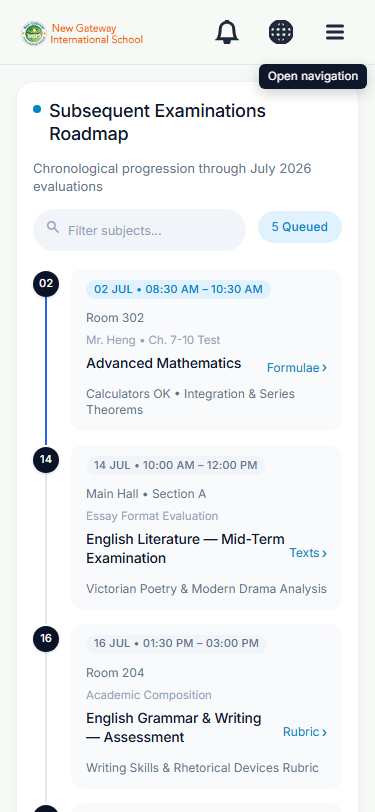 New Gateway
International School
Open navigation
Subsequent Examinations
Roadmap
Chronological progression through July 2026
evaluations
Filter subjects...
5 Queued
02
02 JUL • 08:30 AM – 10:30 AM
Room 302
Mr. Heng • Ch. 7-10 Test
Advanced Mathematics
Formulae ›
Calculators OK • Integration & Series
Theorems
14
14 JUL • 10:00 AM – 12:00 PM
Main Hall • Section A
Essay Format Evaluation
English Literature — Mid-Term
Examination
Texts ›
Victorian Poetry & Modern Drama Analysis
16
16 JUL • 01:30 PM – 03:00 PM
Room 204
Academic Composition
English Grammar & Writing
— Assessment
Rubric ›
Writing Skills & Rhetorical Devices Rubric